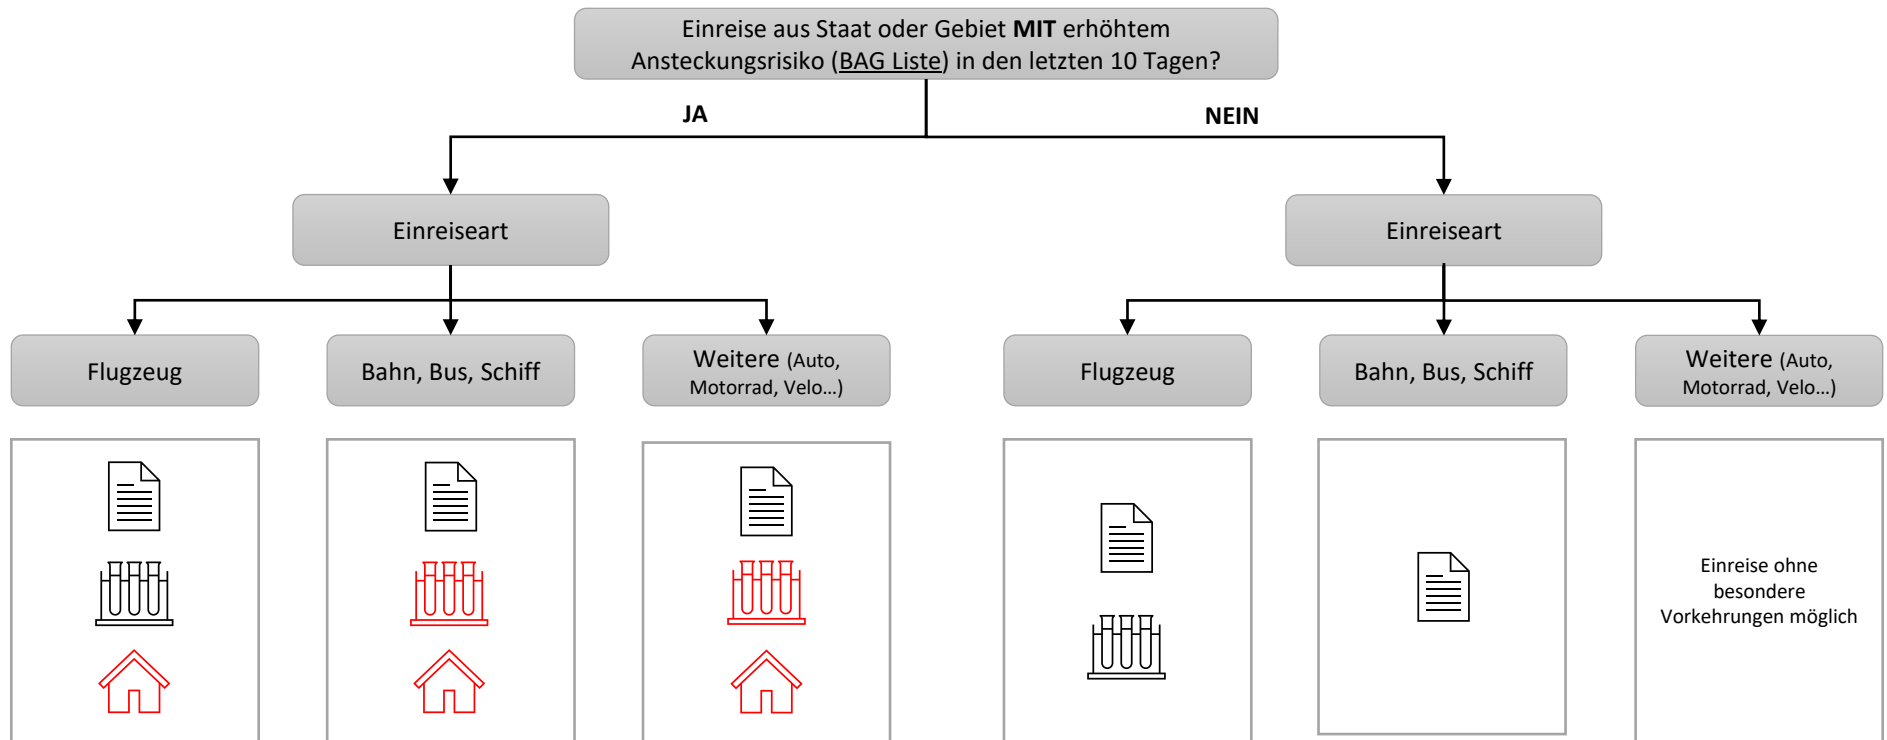 Einreise aus Staat oder Gebiet MIT erhöhtem
Ansteckungsrisiko (BAG Liste) in den letzten 10 Tagen?
JA
NEIN
Einreiseart
Einreiseart
Flugzeug
Bahn, Bus, Schiff
Weitere (Auto,
Motorrad, Velo...)
Flugzeug
Bahn, Bus, Schiff
Weitere (Auto,
Motorrad, Velo...)
Einreise ohne
besondere
Vorkehrungen möglich